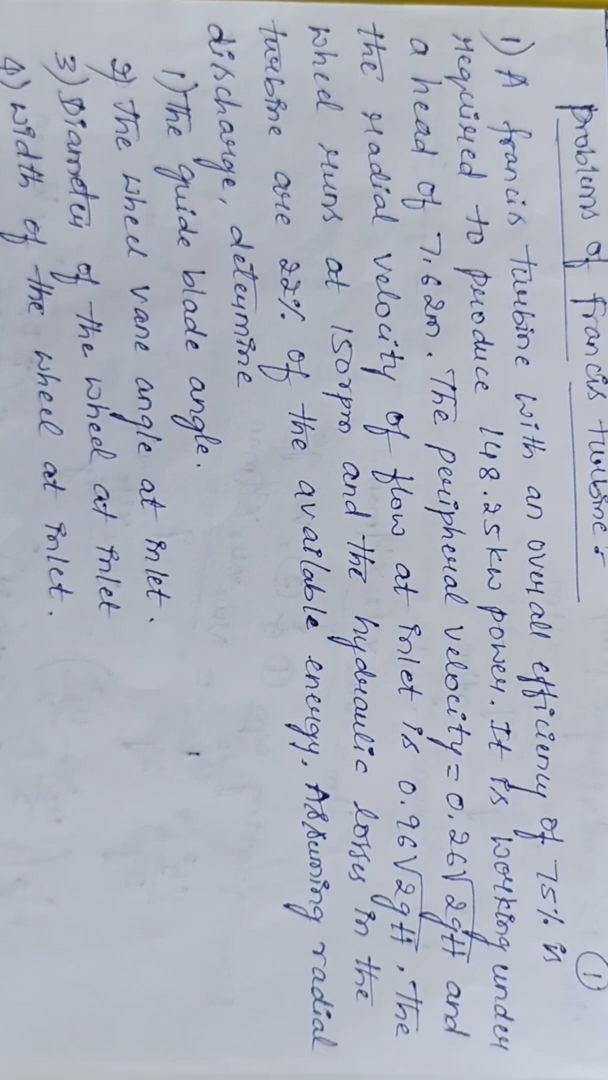 ①
Problems of francis turbine:
1) A francis turbine with an overall efficiency of 75% is
required to produce 148.25kw power. It is working under
a head of 7.62m. The peripheral velocity = 0.26√2gH and
the radial velocity of flow at inlet is 0.96√2gH. The
wheel runs at 150rpm and the hydraulic losses in the
turbine are 22% of the available energy. Assuming radial
discharge, determine
1) The guide blade angle.
2) The wheel vane angle at inlet.
3) Diameter of the wheel at inlet
4) width of the wheel at inlet.